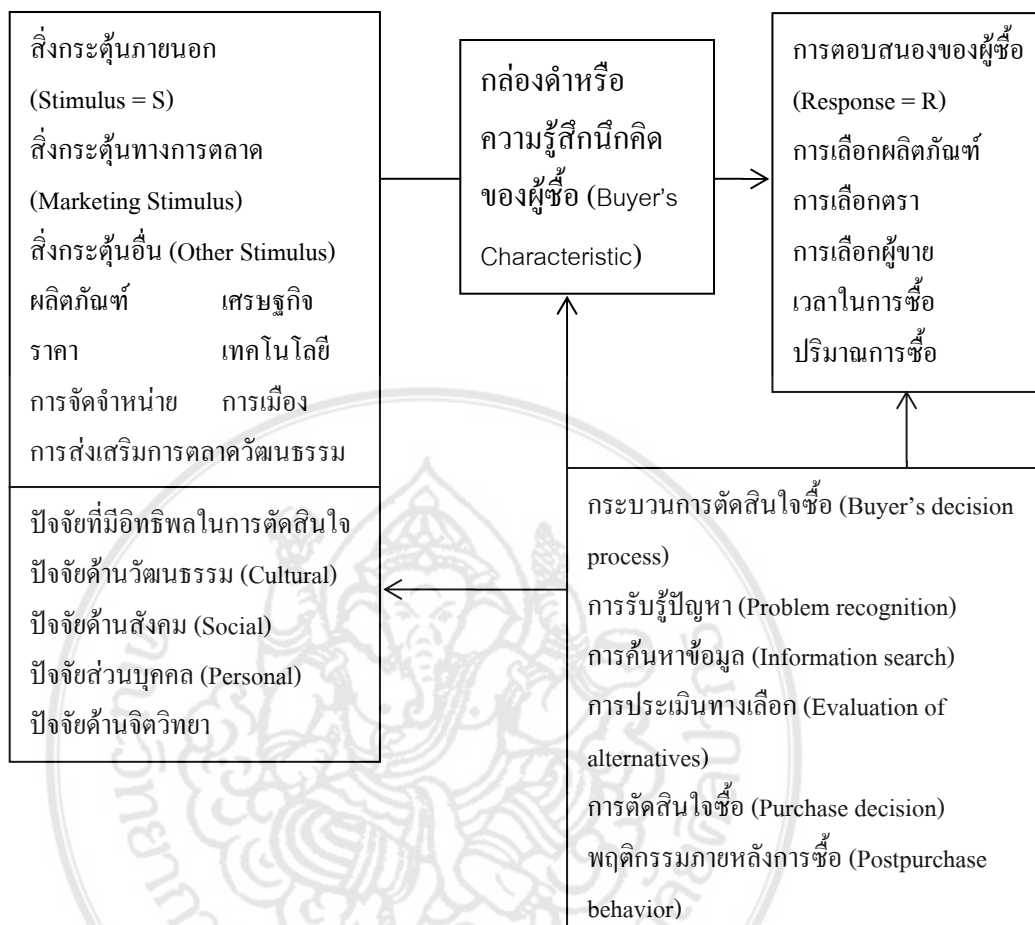 สิ่งกระตุ้นภายนอก
(Stimulus = S)
สิ่งกระตุ้นทางการตลาด
(Marketing Stimulus)
สิ่งกระตุ้นอื่น (Other Stimulus)
ผลิตภัณฑ์ เศรษฐกิจ
ราคา เทคโนโลยี
การจัดจำหน่าย การเมือง
การส่งเสริมการตลาดวัฒนธรรม
ปัจจัยที่มีอิทธิพลในการตัดสินใจ
ปัจจัยด้านวัฒนธรรม (Cultural)
ปัจจัยด้านสังคม (Social)
ปัจจัยส่วนบุคคล (Personal)
ปัจจัยด้านจิตวิทยา
กล่องดำหรือ
ความรู้สึกนึกคิด
ของผู้ซื้อ (Buyer’s
Characteristic)
การตอบสนองของผู้ซื้อ
(Response = R)
การเลือกผลิตภัณฑ์
การเลือกตรา
การเลือกผู้ขาย
เวลาในการซื้อ
ปริมาณการซื้อ
กระบวนการตัดสินใจซื้อ (Buyer’s decision
process)
การรับรู้ปัญหา (Problem recognition)
การค้นหาข้อมูล (Information search)
การประเมินทางเลือก (Evaluation of
alternatives)
การตัดสินใจซื้อ (Purchase decision)
พฤติกรรมภายหลังการซื้อ (Postpurchase
behavior)